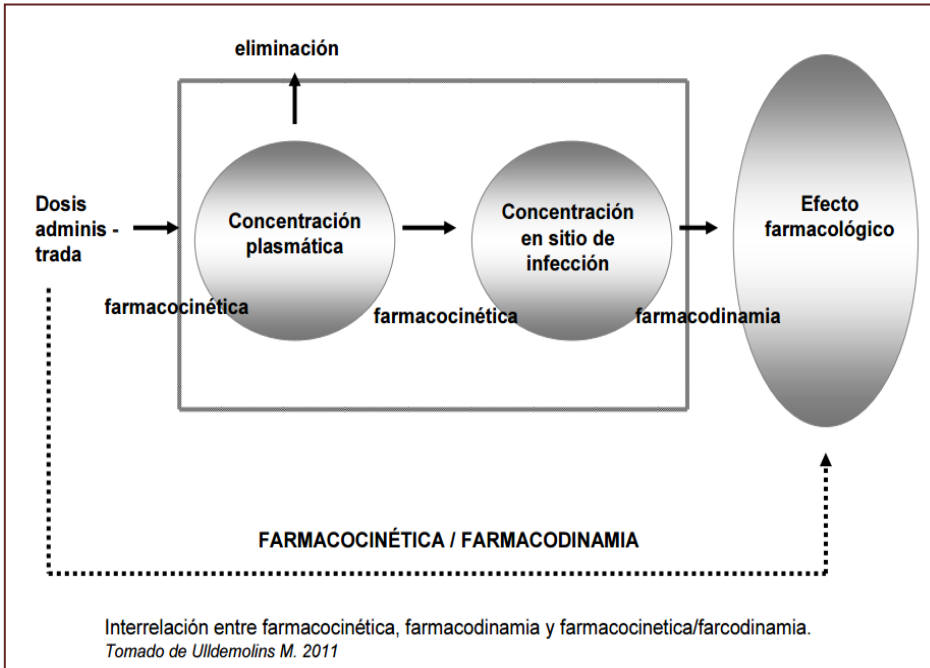 eliminación
Dosis
adminis -
trada
Concentración
plasmática
Concentración
en sitio de
infección
Efecto
farmacológico
farmacocinética
farmacocinética
farmacodinamia
FARMACOCINÉTICA / FARMACODINAMIA
Interrelación entre farmacocinética, farmacodinamia y farmacocinetica/farcodinamia.
Tomado de Ulldemolins M. 2011